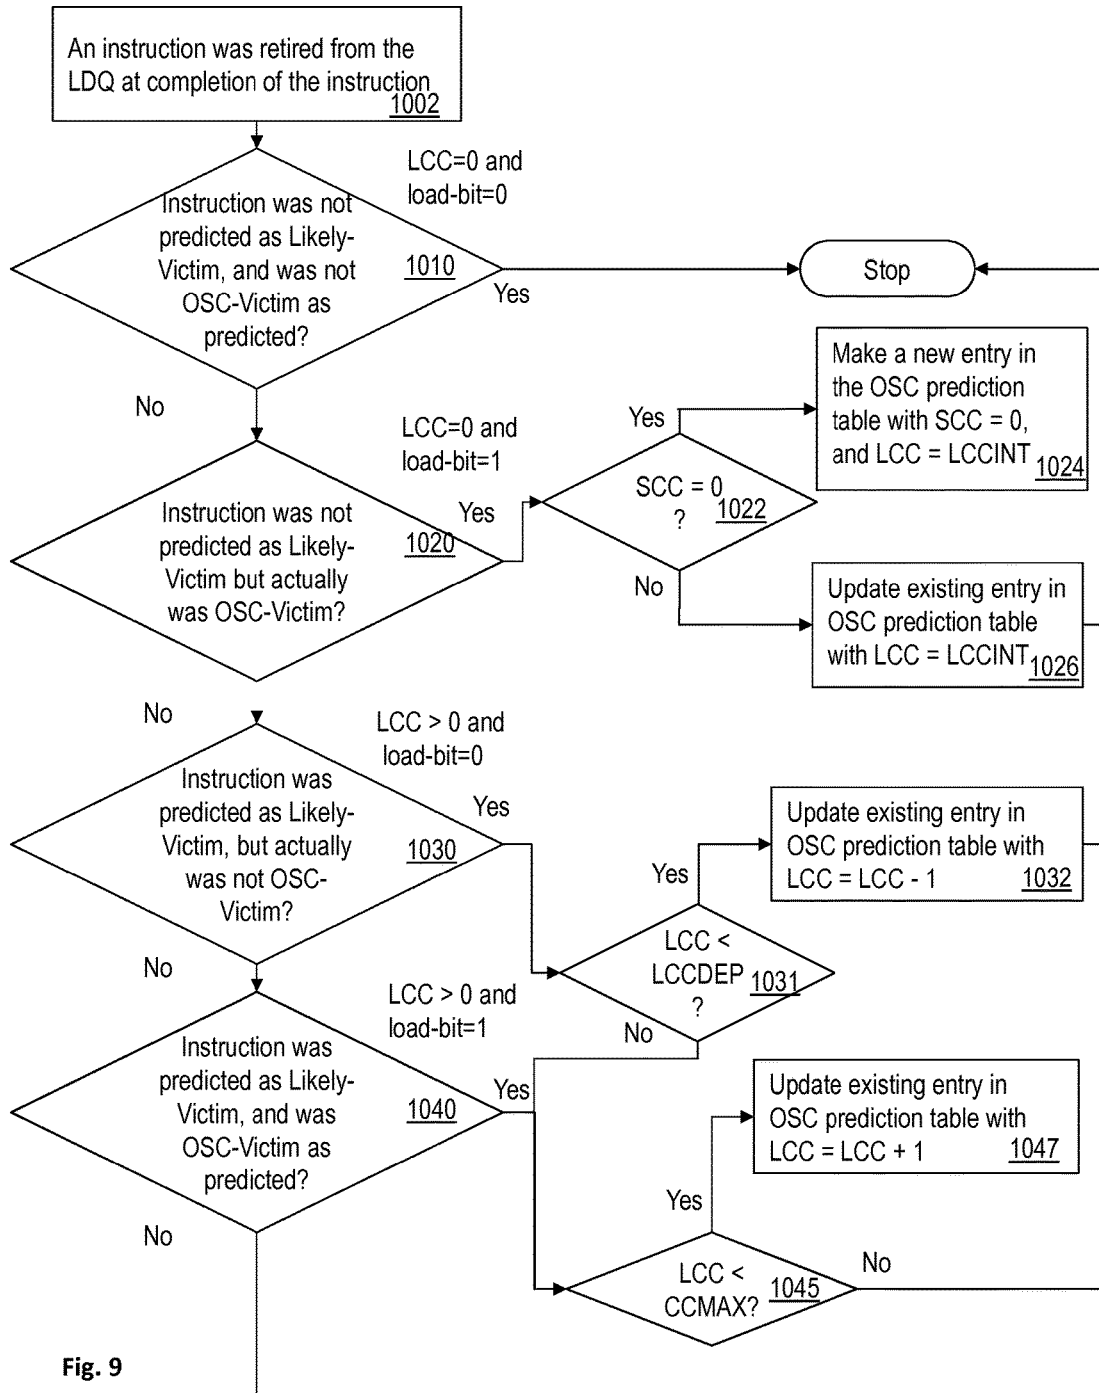 An instruction was retired from the
LDQ at completion of the instruction
1002
LCC=0 and
load-bit=0
Instruction was not
predicted as Likely-
Victim, and was not
OSC-Victim as
predicted?
1010
Yes
Stop
No
LCC=0 and
load-bit=1
Instruction was not
predicted as Likely-
Victim but actually
was OSC-Victim?
1020
Yes
SCC = 0
?
1022
Yes
Make a new entry in
the OSC prediction
table with SCC = 0,
and LCC = LCCINT
1024
No
Update existing entry in
OSC prediction table
with LCC = LCCINT
1026
No
LCC > 0 and
load-bit=0
Instruction was
predicted as Likely-
Victim, but actually
was not OSC-
Victim?
1030
Yes
LCC <
LCCDEP
?
1031
Yes
Update existing entry in
OSC prediction table with
LCC = LCC - 1
1032
No
No
LCC > 0 and
load-bit=1
Instruction was
predicted as Likely-
Victim, and was
OSC-Victim as
predicted?
1040
Yes
LCC <
CCMAX?
1045
Yes
Update existing entry in
OSC prediction table with
LCC = LCC + 1
1047
No
No
Fig. 9